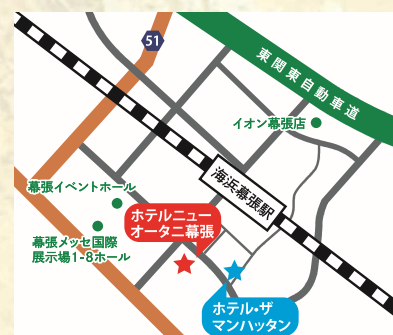 51
東関東自動車道
イオン幕張店
海浜幕張駅
幕張イベントホール
ホテルニュー
オータニ幕張
幕張メッセ国際
展示場1-8ホール
ホテル・ザ
マンハッタン